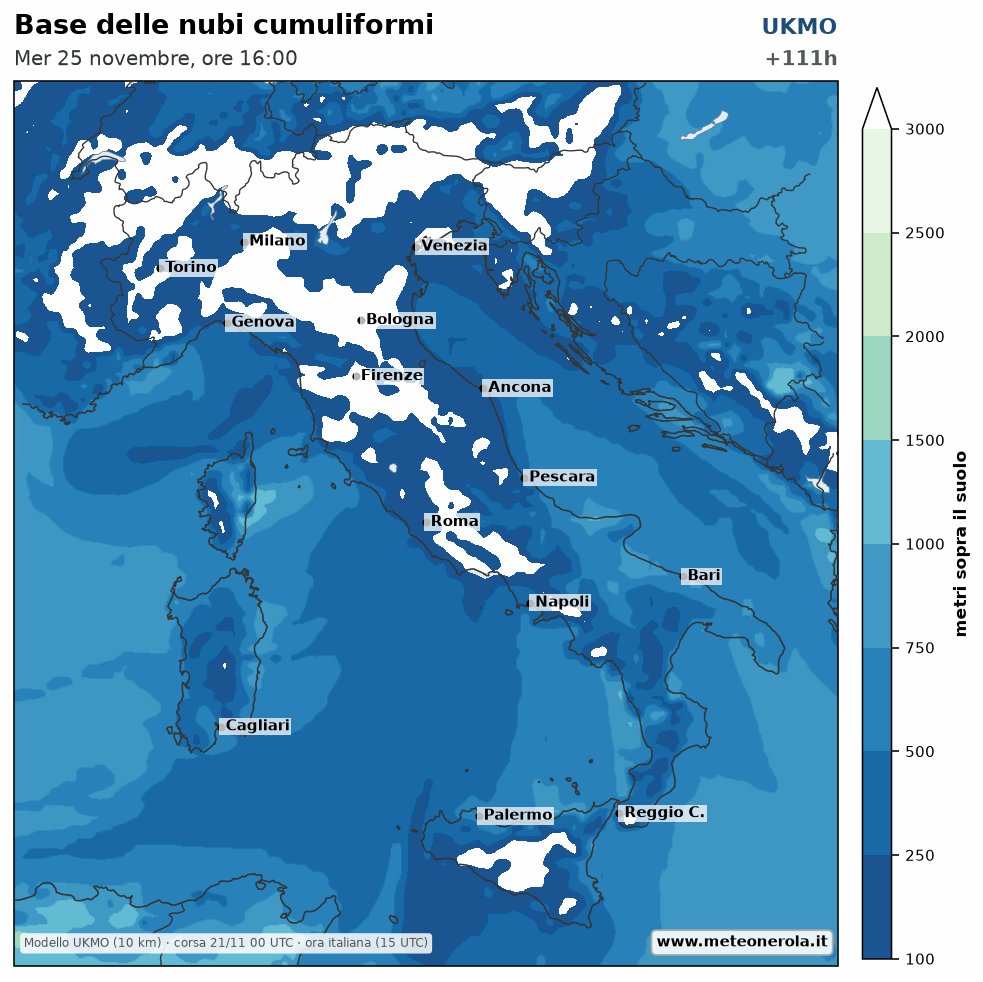 Base delle nubi cumuliformi
UKMO
Mer 25 novembre, ore 16:00
+111h
3000
2500
2000
1500
1000
750
500
250
100
metri sopra il suolo
Milano
Venezia
Torino
Genova
Bologna
Firenze
Ancona
Pescara
Roma
Bari
Napoli
Cagliari
Palermo
Reggio C.
Modello UKMO (10 km) · corsa 21/11 00 UTC · ora italiana (15 UTC)
www.meteonerola.it